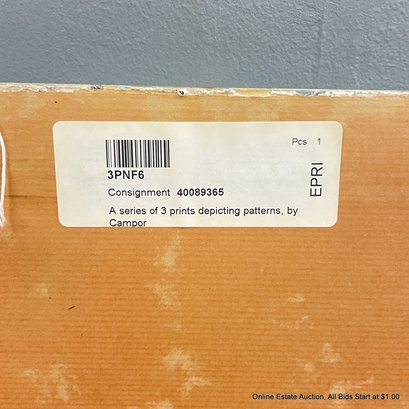 Pcs 1
3PNF6
EPRI
Consignment 40089365
A series of 3 prints depicting patterns, by
Campor
Online Estate Auction, All Bids Start at $1.00